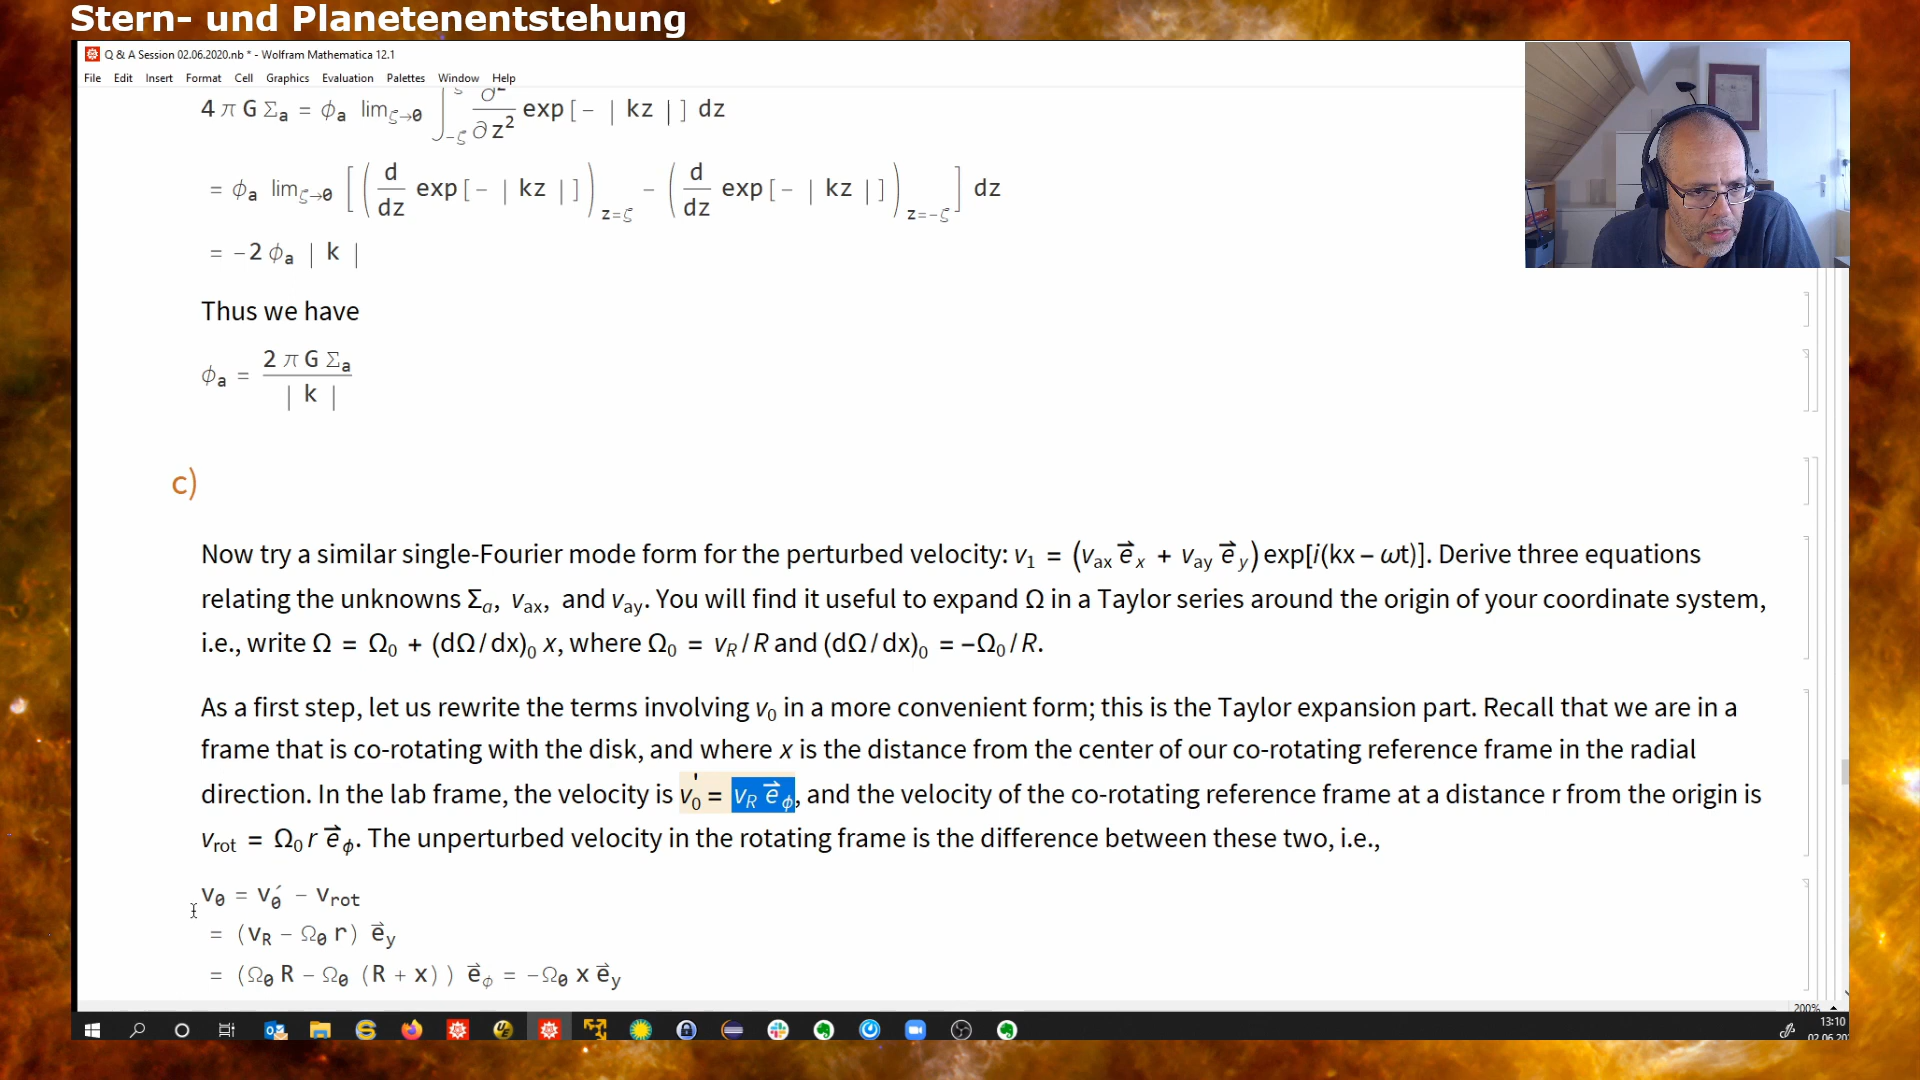 Stern- und Planetenentstehung
Q & A Session 02.06.2020.nb * - Wolfram Mathematica 12.1
File Edit Insert Format Cell Graphics Evaluation Palettes Window Help
4 π G Σa = ϕa limζ→0 ∫-ζ^ζ ∂²/∂z² exp[- | kz |] dz
= ϕa limζ→0 [(d/dz exp[- | kz |])z=ζ - (d/dz exp[- | kz |])z=-ζ] dz
= -2 ϕa | k |
Thus we have
ϕa = 2 π G Σa / | k |
c)
Now try a similar single-Fourier mode form for the perturbed velocity: v₁ = (vax e⃗x + vay e⃗y) exp[i(kx – ωt)]. Derive three equations
relating the unknowns Σa, vax, and vay. You will find it useful to expand Ω in a Taylor series around the origin of your coordinate system,
i.e., write Ω = Ω₀ + (dΩ/dx)₀ x, where Ω₀ = vR/R and (dΩ/dx)₀ = –Ω₀/R.
As a first step, let us rewrite the terms involving v₀ in a more convenient form; this is the Taylor expansion part. Recall that we are in a
frame that is co-rotating with the disk, and where x is the distance from the center of our co-rotating reference frame in the radial
direction. In the lab frame, the velocity is v₀' = vR e⃗ϕ, and the velocity of the co-rotating reference frame at a distance r from the origin is
vrot = Ω₀ r e⃗ϕ. The unperturbed velocity in the rotating frame is the difference between these two, i.e.,
v₀ = v₀′ - vrot
= (vR - Ω₀ r) e⃗y
= (Ω₀ R - Ω₀ (R + x)) e⃗ϕ = -Ω₀ x e⃗y
200%
13:10